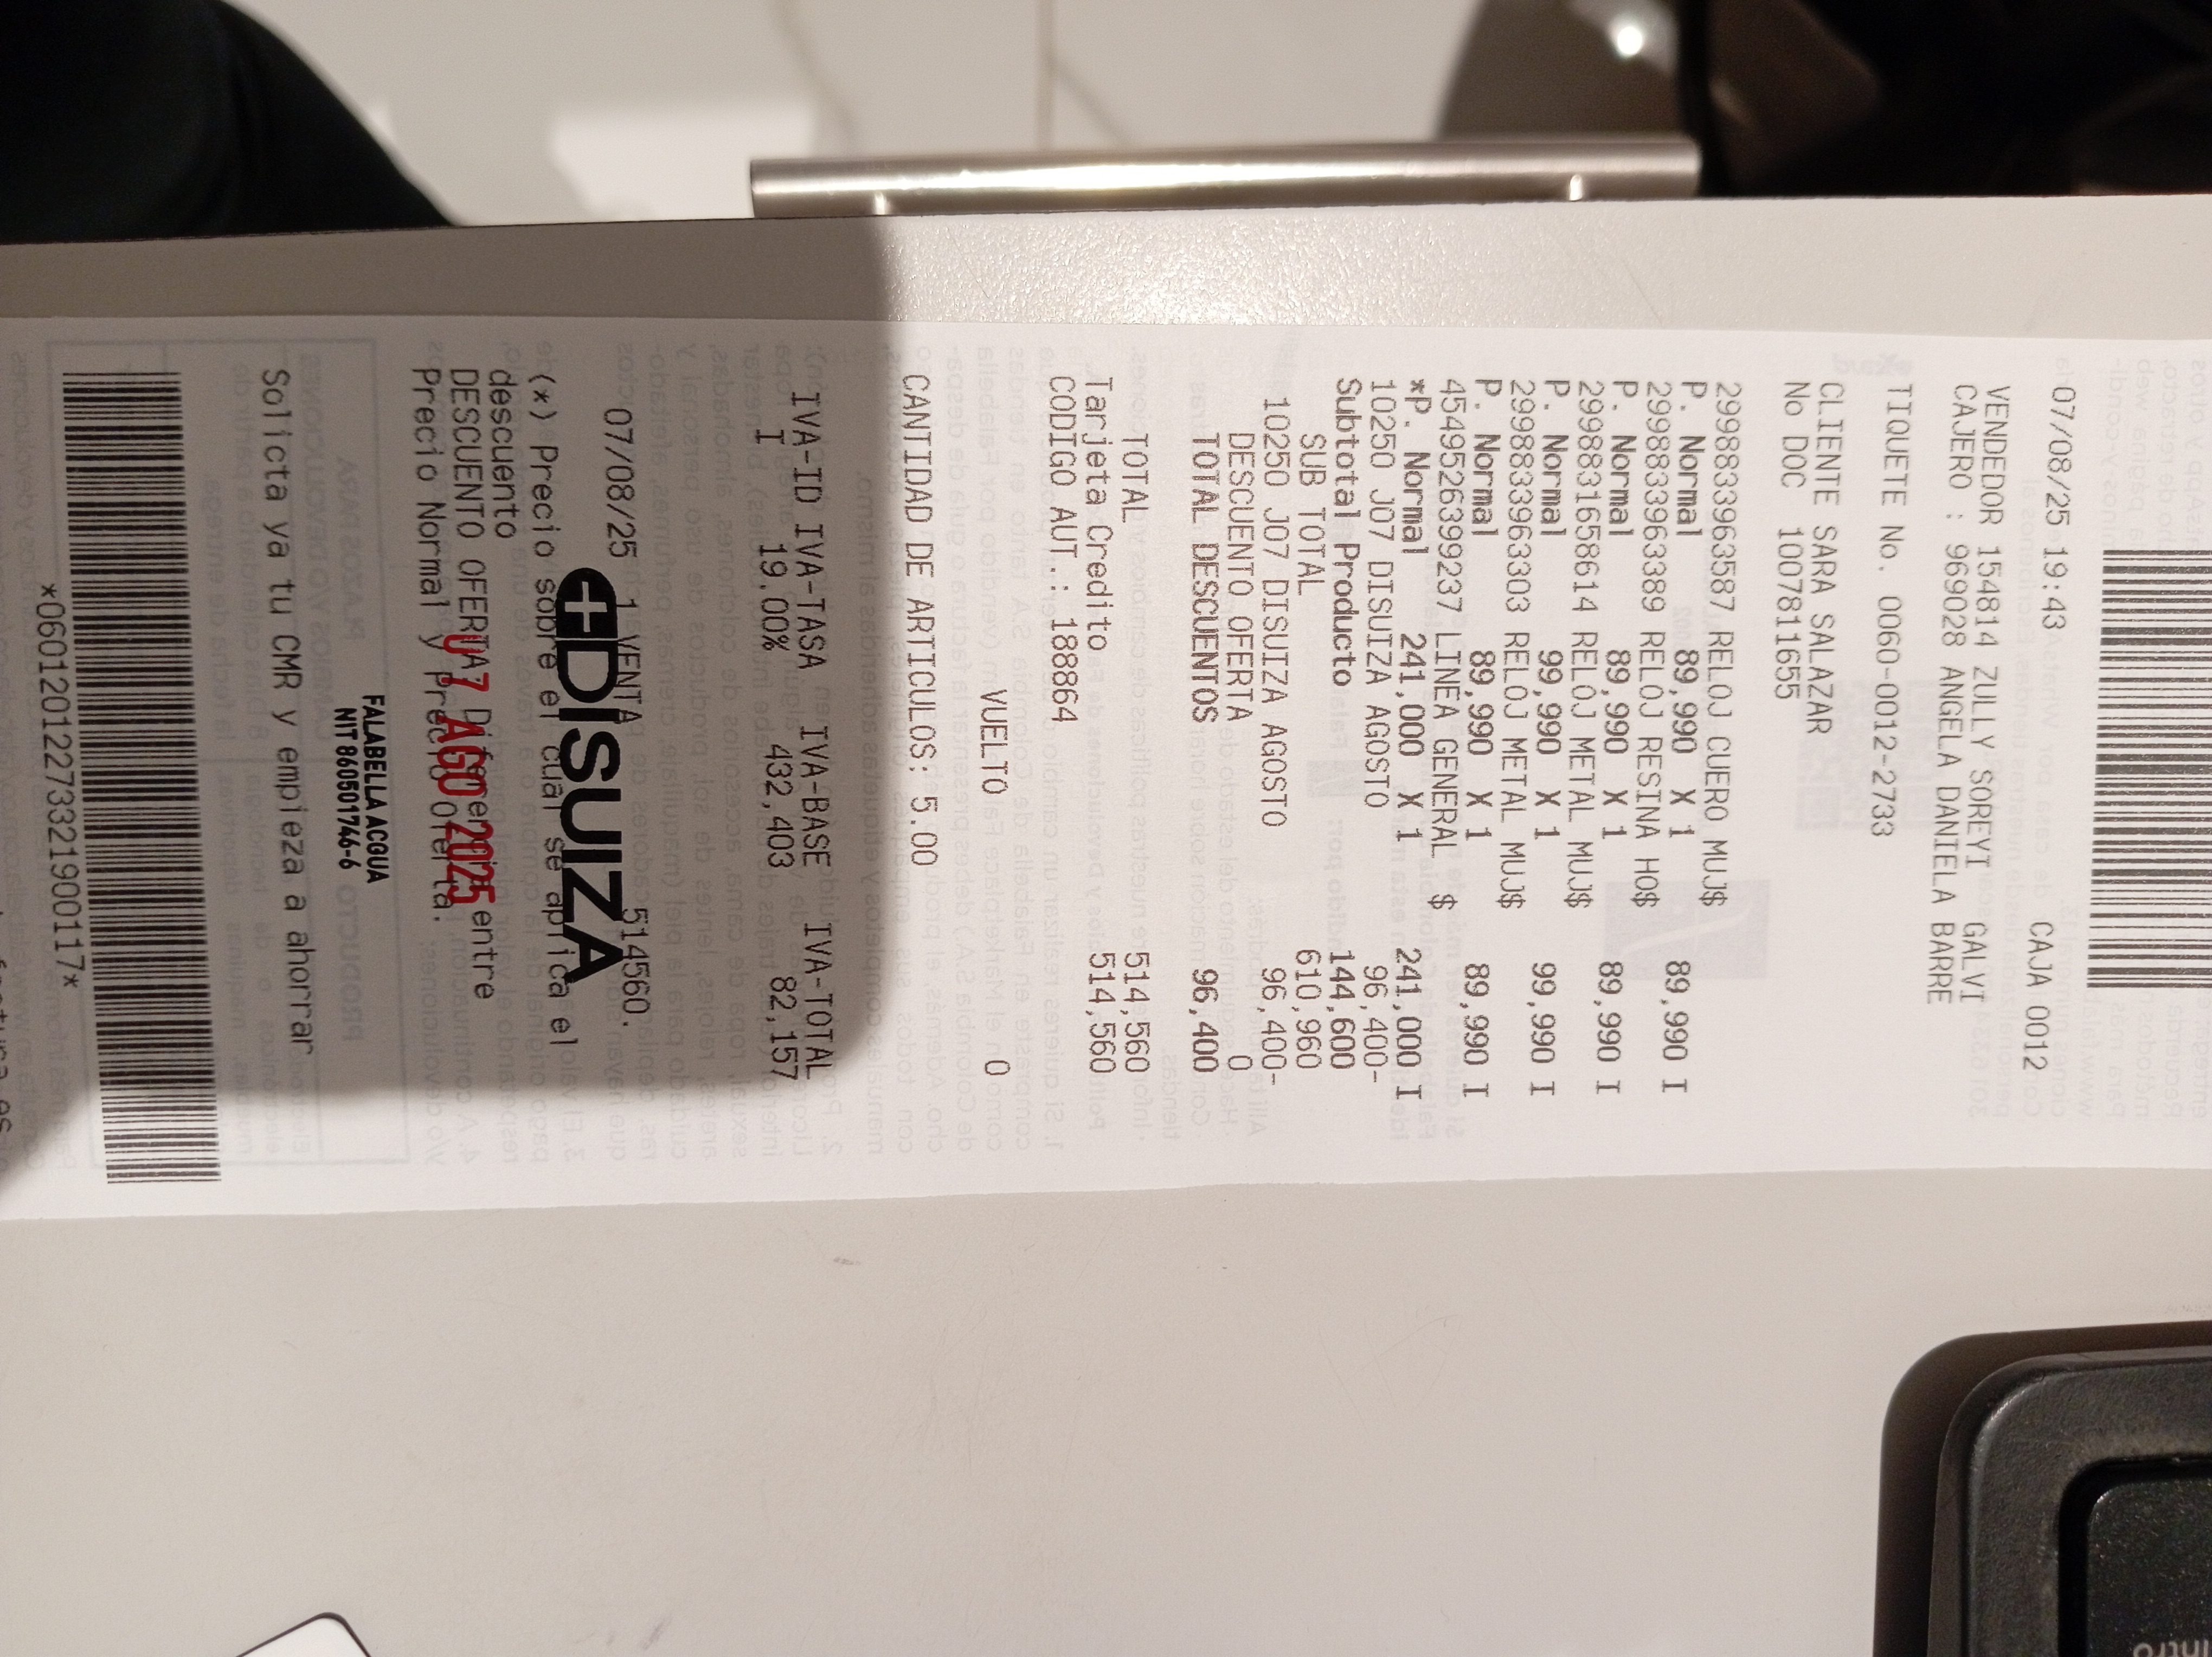 07/08/25 19:43 CAJA 0012
VENDEDOR 154814 ZULLY SOREYI GALVI
CAJERO : 969028 ANGELA DANIELA BARRE
TIQUETE No. 0060-0012-2733
CLIENTE SARA SALAZAR
No DOC 1007811655
2998833963587 RELOJ CUERO MUJ$
P. Normal 89,990 X 1 89,990 I
2998833963389 RELOJ RESINA HO$
P. Normal 89,990 X 1 89,990 I
2998831658614 RELOJ METAL MUJ$
P. Normal 99,990 X 1 99,990 I
2998833963303 RELOJ METAL MUJ$
P. Normal 89,990 X 1 89,990 I
4549526399237 LINEA GENERAL $
*P. Normal 241,000 X 1 241,000 I
10250 J07 DISUIZA AGOSTO 96,400-
Subtotal Producto 144,600
SUB TOTAL 610,960
10250 J07 DISUIZA AGOSTO 96,400-
DESCUENTO OFERTA 0
TOTAL DESCUENTOS 96,400
TOTAL 514,560
Tarjeta Credito 514,560
CODIGO AUT.: 188864
VUELTO 0
CANTIDAD DE ARTICULOS: 5.00
IVA-ID IVA-TASA IVA-BASE IVA-TOTAL
I 19.00% 432,403 82,157
07/08/25 1 VENTA 514560.
DISUIZA
(*) Precio sobre el cual se aplica el
descuento
DESCUENTO OFERTA: Diferencia entre
Precio Normal y Precio Oferta.
07 AGO 2025
FALABELLA ACQUA
NIT 860501746-6
Solicta ya tu CMR y empieza a ahorrar
*06012012273321900117*